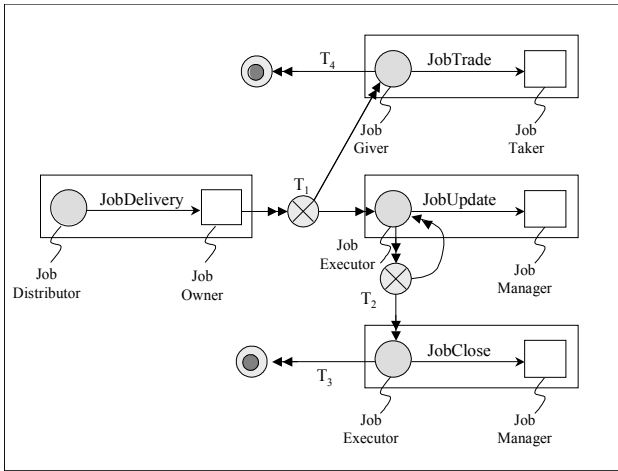 T4
JobTrade
Job
Giver
Job
Taker
T1
JobDelivery
JobUpdate
Job
Distributor
Job
Owner
Job
Executor
Job
Manager
T2
JobClose
T3
Job
Executor
Job
Manager